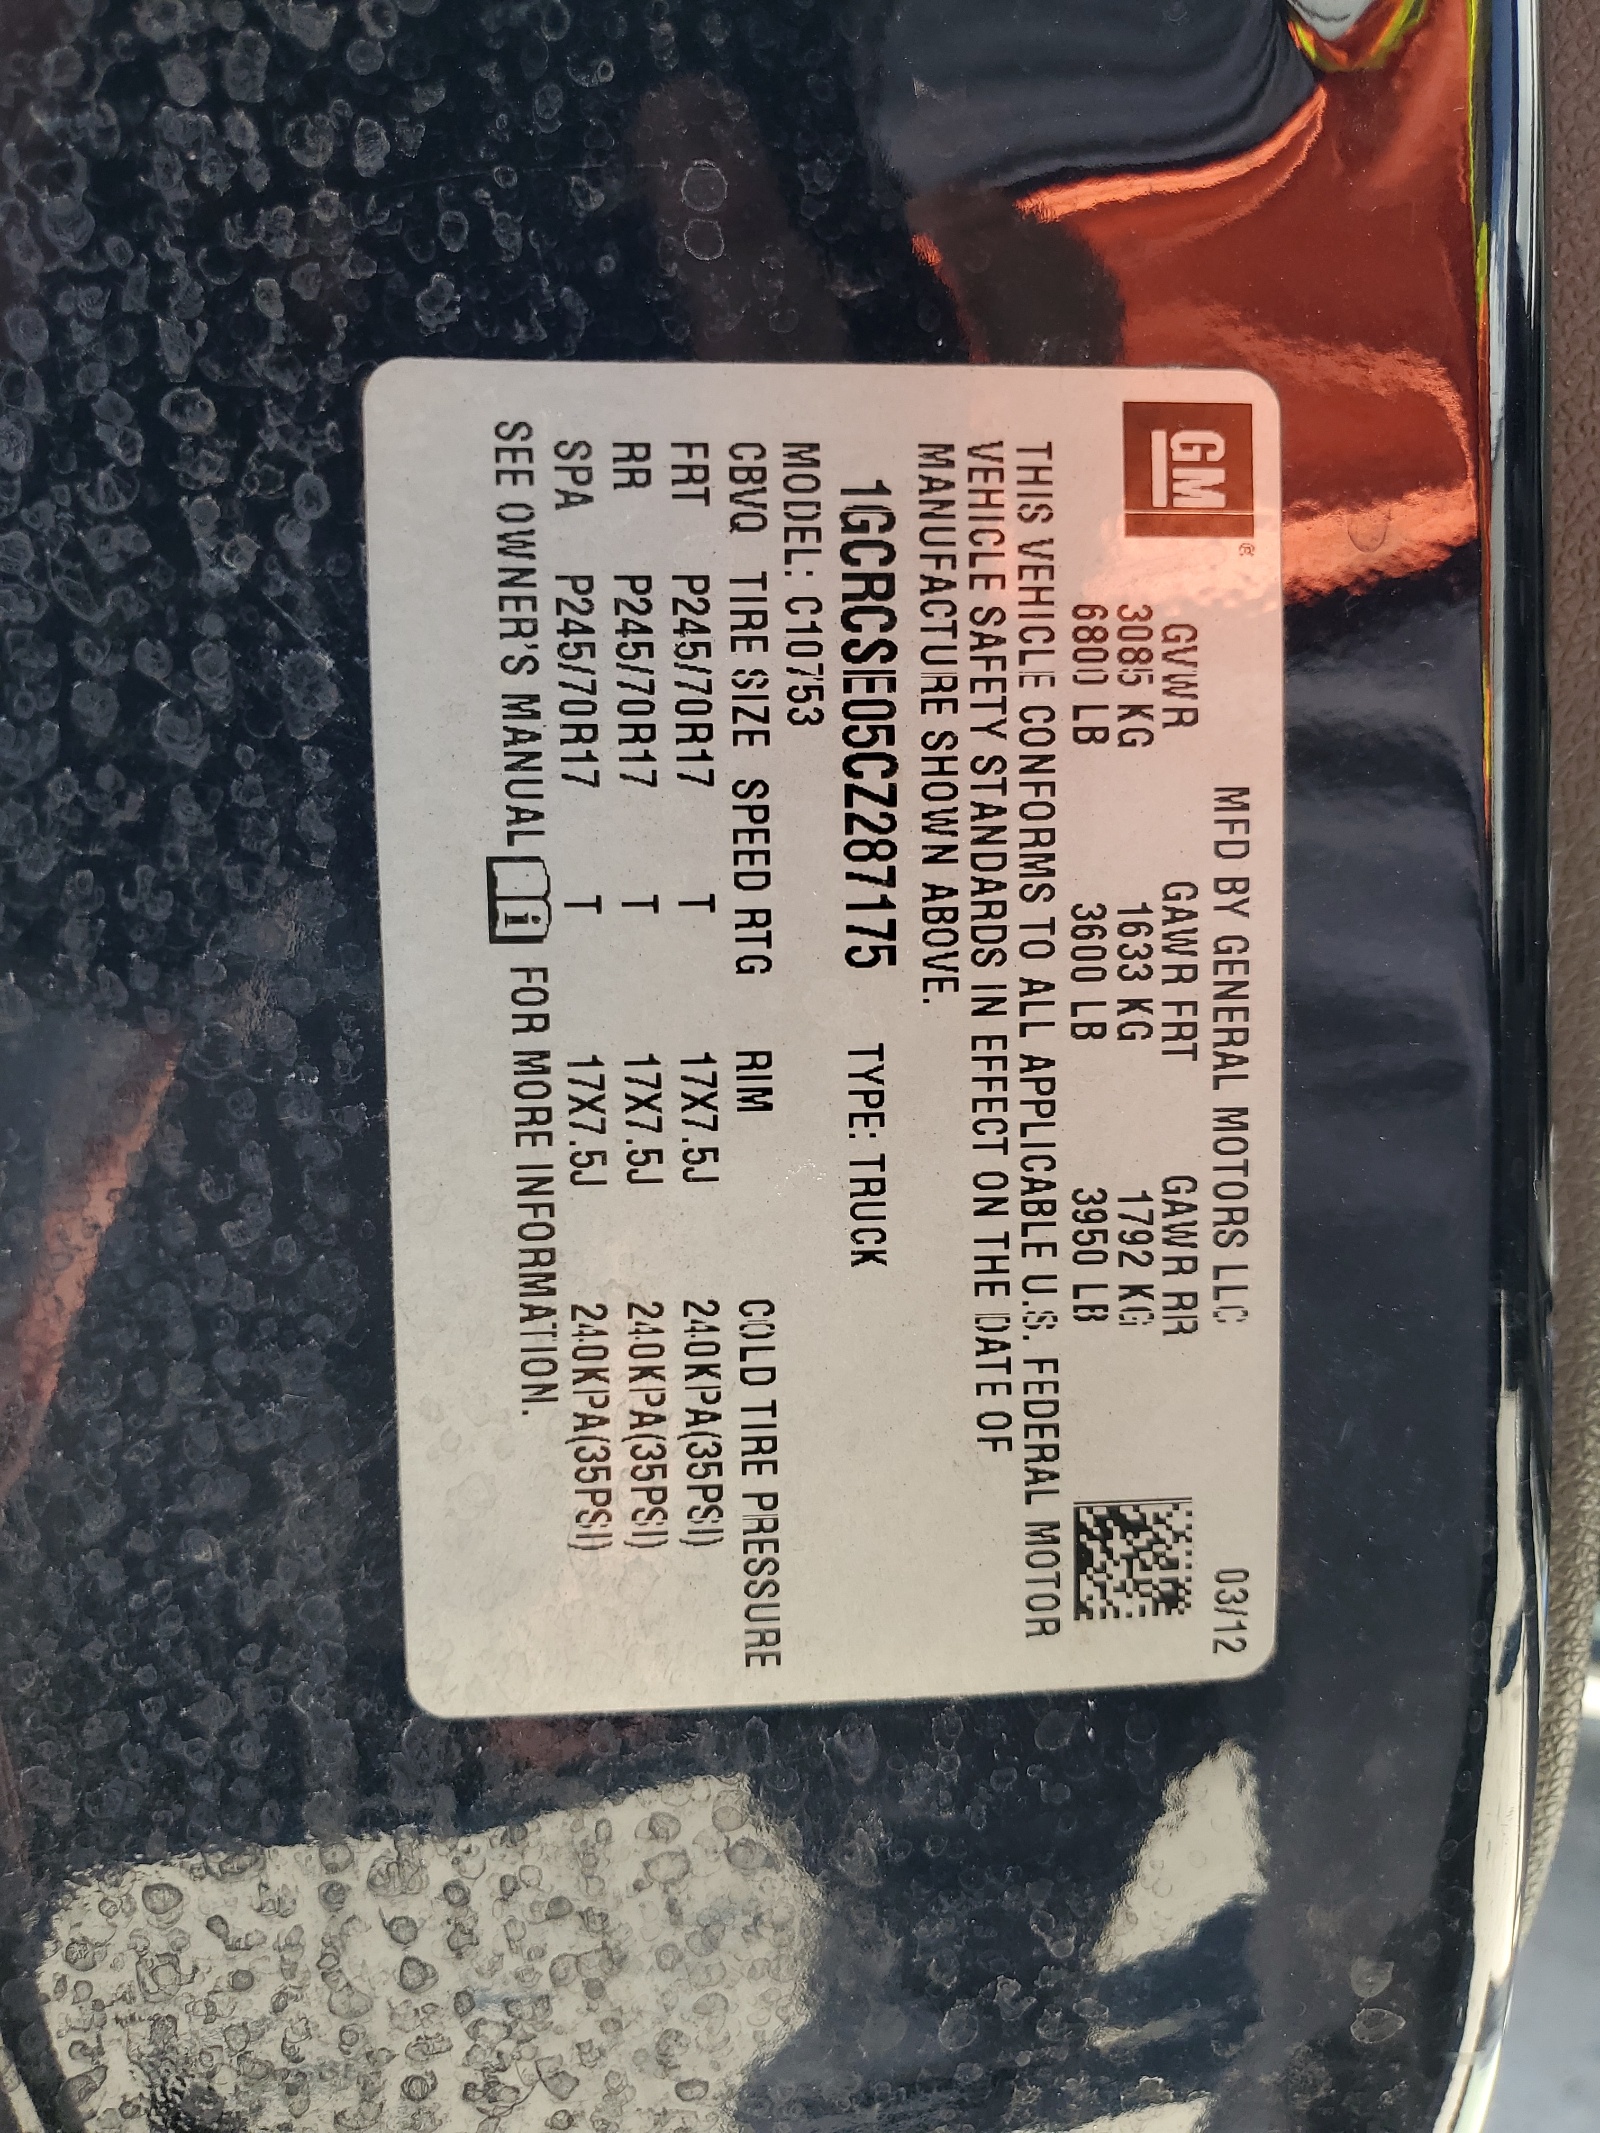 GM®
MFD BY GENERAL MOTORS LLC 03/12
GVWR GAWR FRT GAWR RR
3085 KG 1633 KG 1792 KG
6800 LB 3600 LB 3950 LB
THIS VEHICLE CONFORMS TO ALL APPLICABLE U.S. FEDERAL MOTOR
VEHICLE SAFETY STANDARDS IN EFFECT ON THE DATE OF
MANUFACTURE SHOWN ABOVE.
1GCRCSE05CZ287175 TYPE: TRUCK
MODEL: C10753
CBVQ TIRE SIZE SPEED RTG RIM COLD TIRE PRESSURE
FRT P245/70R17 T 17X7.5J 240KPA(35PSI)
RR P245/70R17 T 17X7.5J 240KPA(35PSI)
SPA P245/70R17 T 17X7.5J 240KPA(35PSI)
SEE OWNER'S MANUAL i FOR MORE INFORMATION.